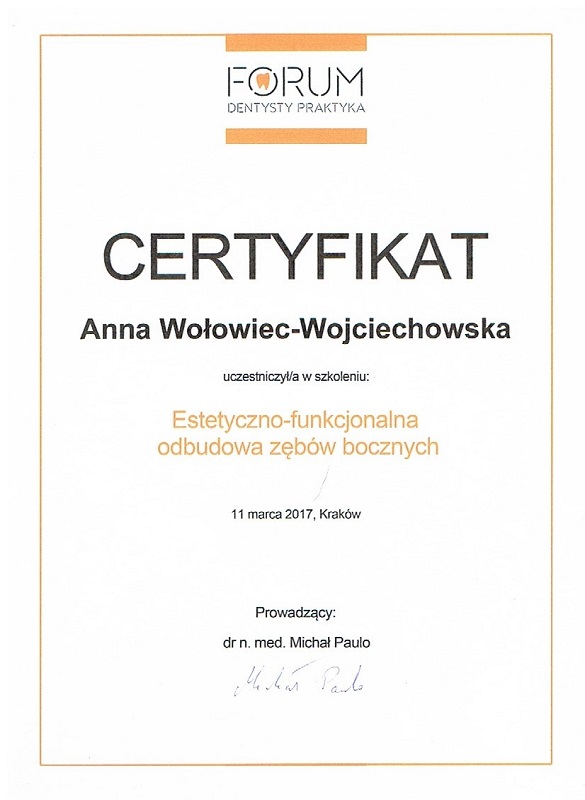 FORUM
DENTYSTY PRAKTYKA
CERTYFIKAT
Anna Wołowiec-Wojciechowska
uczestniczył/a w szkoleniu:
Estetyczno-funkcjonalna
odbudowa zębów bocznych
11 marca 2017, Kraków
Prowadzący:
dr n. med. Michał Paulo
Michał Paulo